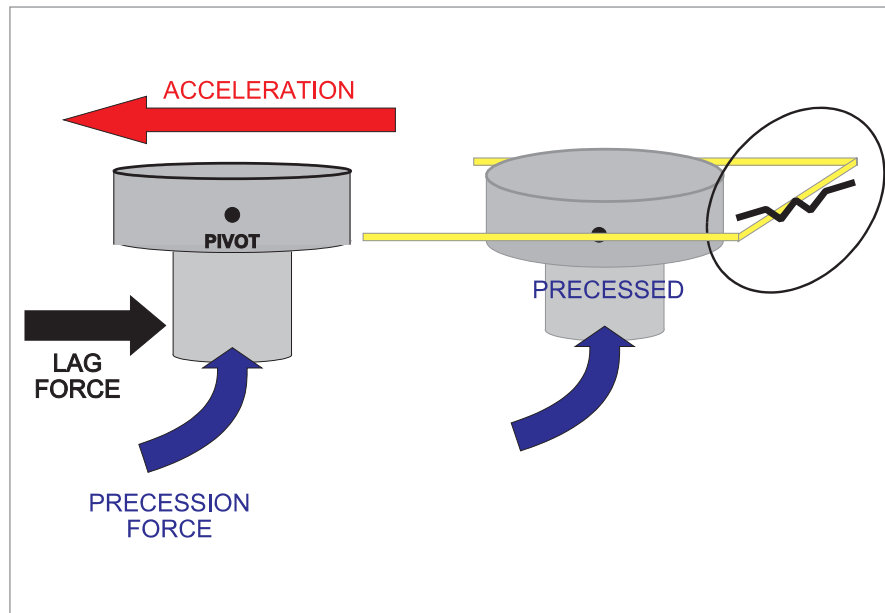 ACCELERATION
PIVOT
PRECESSED
LAG
FORCE
PRECESSION
FORCE